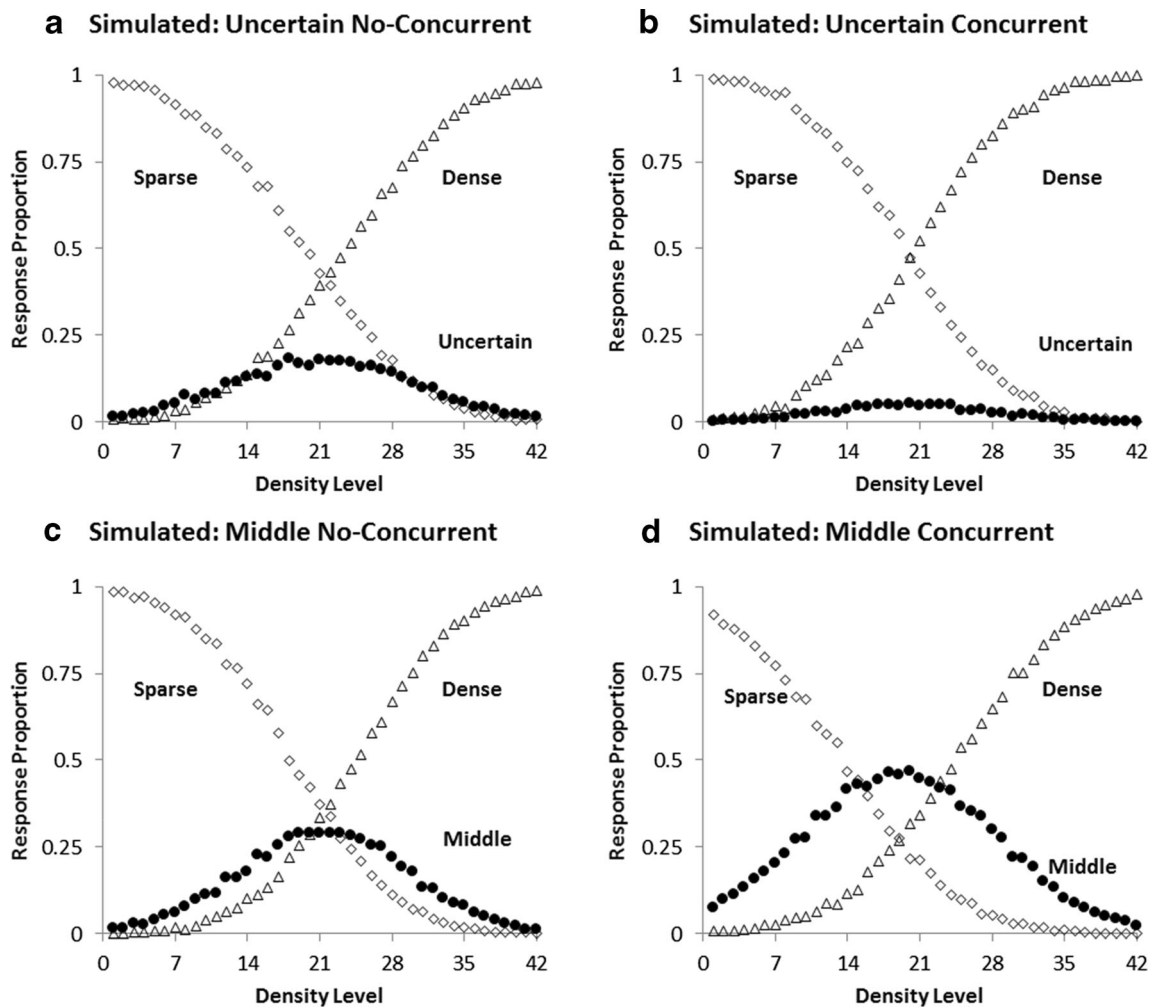 a Simulated: Uncertain No-Concurrent
1
0.75
0.5
0.25
0
Response Proportion
Sparse
Dense
Uncertain
0 7 14 21 28 35 42
Density Level
b Simulated: Uncertain Concurrent
1
0.75
0.5
0.25
0
Response Proportion
Sparse
Dense
Uncertain
0 7 14 21 28 35 42
Density Level
c Simulated: Middle No-Concurrent
1
0.75
0.5
0.25
0
Response Proportion
Sparse
Dense
Middle
0 7 14 21 28 35 42
Density Level
d Simulated: Middle Concurrent
1
0.75
0.5
0.25
0
Response Proportion
Sparse
Dense
Middle
0 7 14 21 28 35 42
Density Level